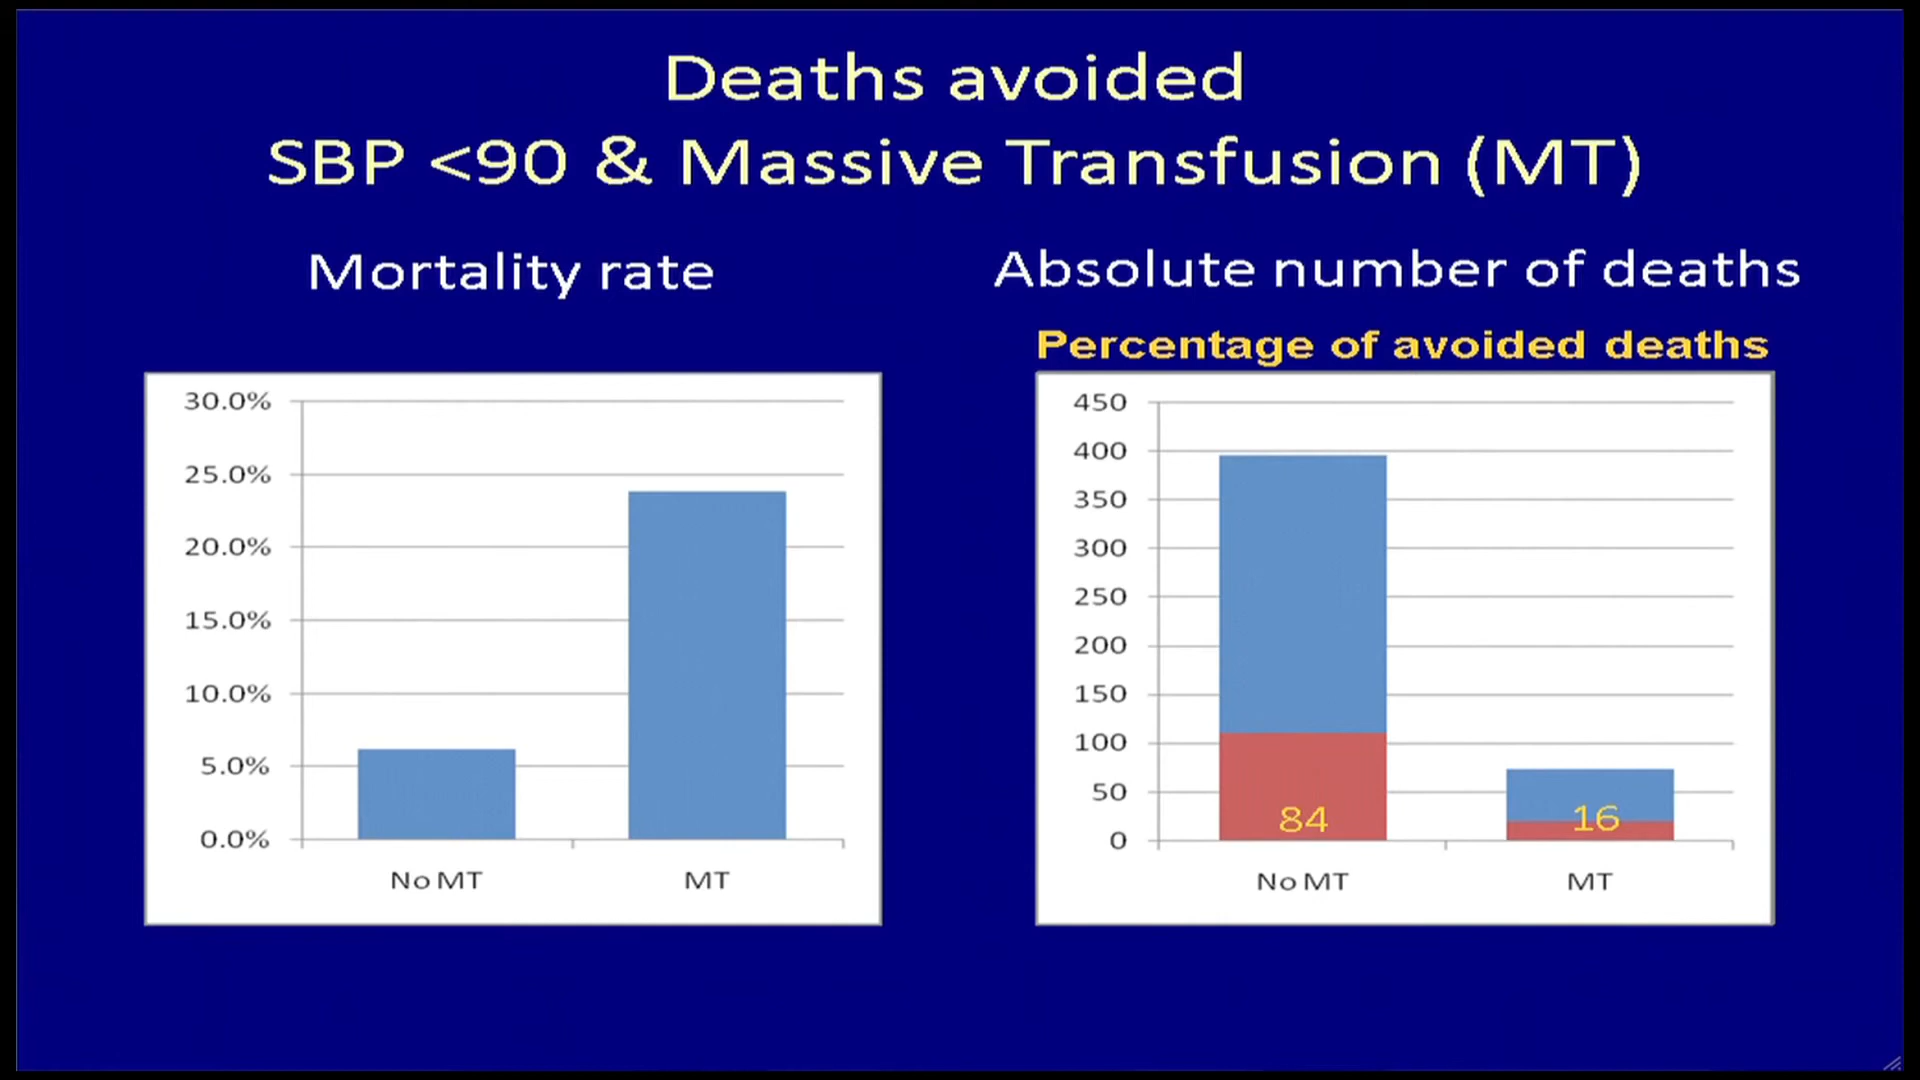 Deaths avoided
SBP <90 & Massive Transfusion (MT)
Mortality rate
30.0%
25.0%
20.0%
15.0%
10.0%
5.0%
0.0%
No MT MT
Absolute number of deaths
Percentage of avoided deaths
450
400
350
300
250
200
150
100
50
0
84 16
No MT MT